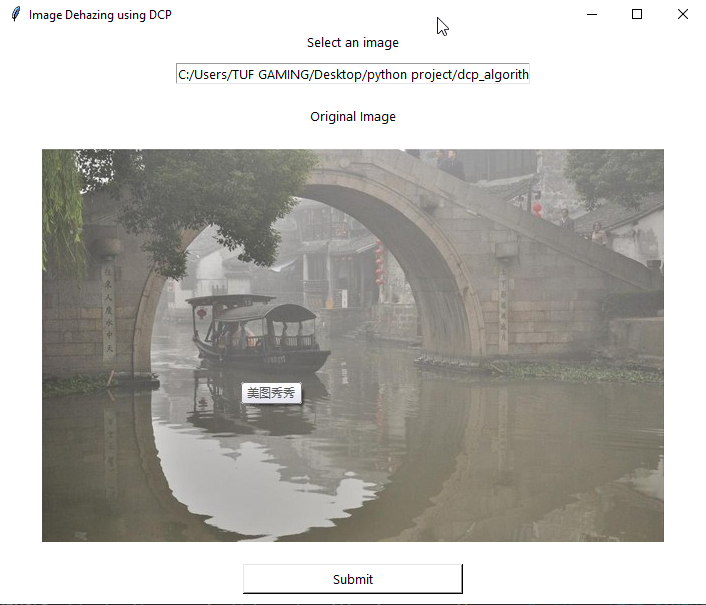 Image Dehazing using DCP
Select an image
C:/Users/TUF GAMING/Desktop/python project/dcp_algorith
Original Image
美图秀秀
Submit